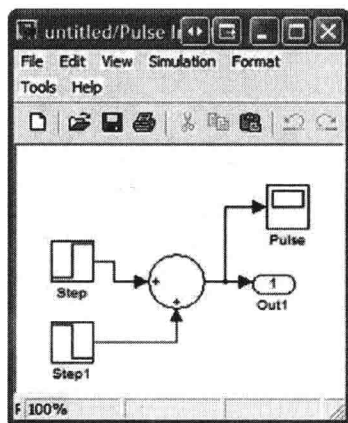 untitled/Pulse I
File Edit View Simulation Format
Tools Help
Pulse
Step
+
+
1
Out1
Step1
100%